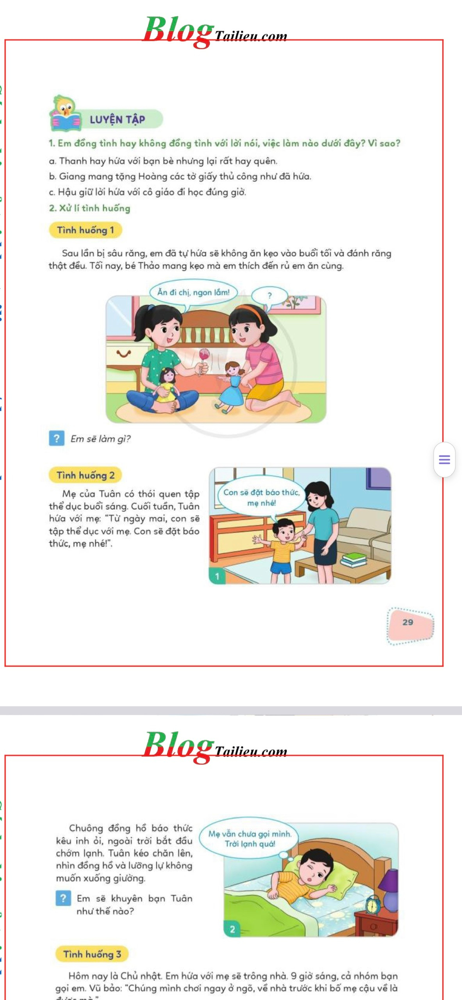 Blog Tailieu.com
LUYỆN TẬP
1. Em đồng tình hay không đồng tình với lời nói, việc làm nào dưới đây? Vì sao?
a. Thanh hay hứa với bạn bè nhưng lại rất hay quên.
b. Giang mang tặng Hoàng các tờ giấy thủ công như đã hứa.
c. Hậu giữ lời hứa với cô giáo đi học đúng giờ.
2. Xử lí tình huống
Tình huống 1
Sau lần bị sâu răng, em đã tự hứa sẽ không ăn kẹo vào buổi tối và đánh răng
thật đều. Tối nay, bé Thảo mang kẹo mà em thích đến rủ em ăn cùng.
Ăn đi chị, ngon lắm!
?
? Em sẽ làm gì?
Tình huống 2
Mẹ của Tuân có thói quen tập
thể dục buổi sáng. Cuối tuần, Tuân
hứa với mẹ: “Từ ngày mai, con sẽ
tập thể dục với mẹ. Con sẽ đặt báo
thức, mẹ nhé!”.
Con sẽ đặt báo thức,
mẹ nhé!
1
29
Blog Tailieu.com
Chuông đồng hồ báo thức
kêu inh ỏi, ngoài trời bắt đầu
chớm lạnh. Tuân kéo chăn lên,
nhìn đồng hồ và lưỡng lự không
muốn xuống giường.
? Em sẽ khuyên bạn Tuân
như thế nào?
Mẹ vẫn chưa gọi mình.
Trời lạnh quá!
2
Tình huống 3
Hôm nay là Chủ nhật. Em hứa với mẹ sẽ trông nhà. 9 giờ sáng, cả nhóm bạn
gọi em. Vũ bảo: “Chúng mình chơi ngay ở ngõ, về nhà trước khi bố mẹ cậu về là